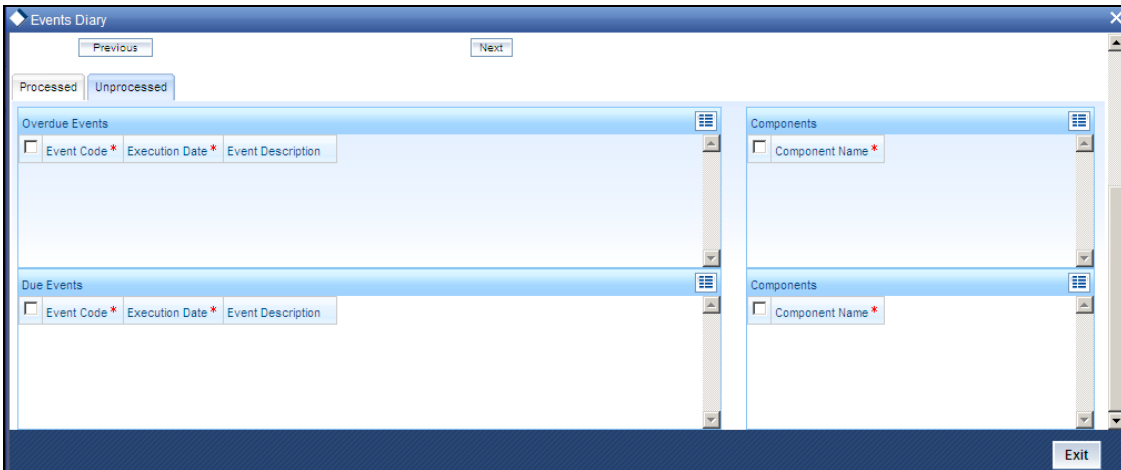 Events Diary
Previous Next
Processed Unprocessed
Overdue Events Components
Event Code * Execution Date * Event Description Component Name *
Due Events Components
Event Code * Execution Date * Event Description Component Name *
Exit